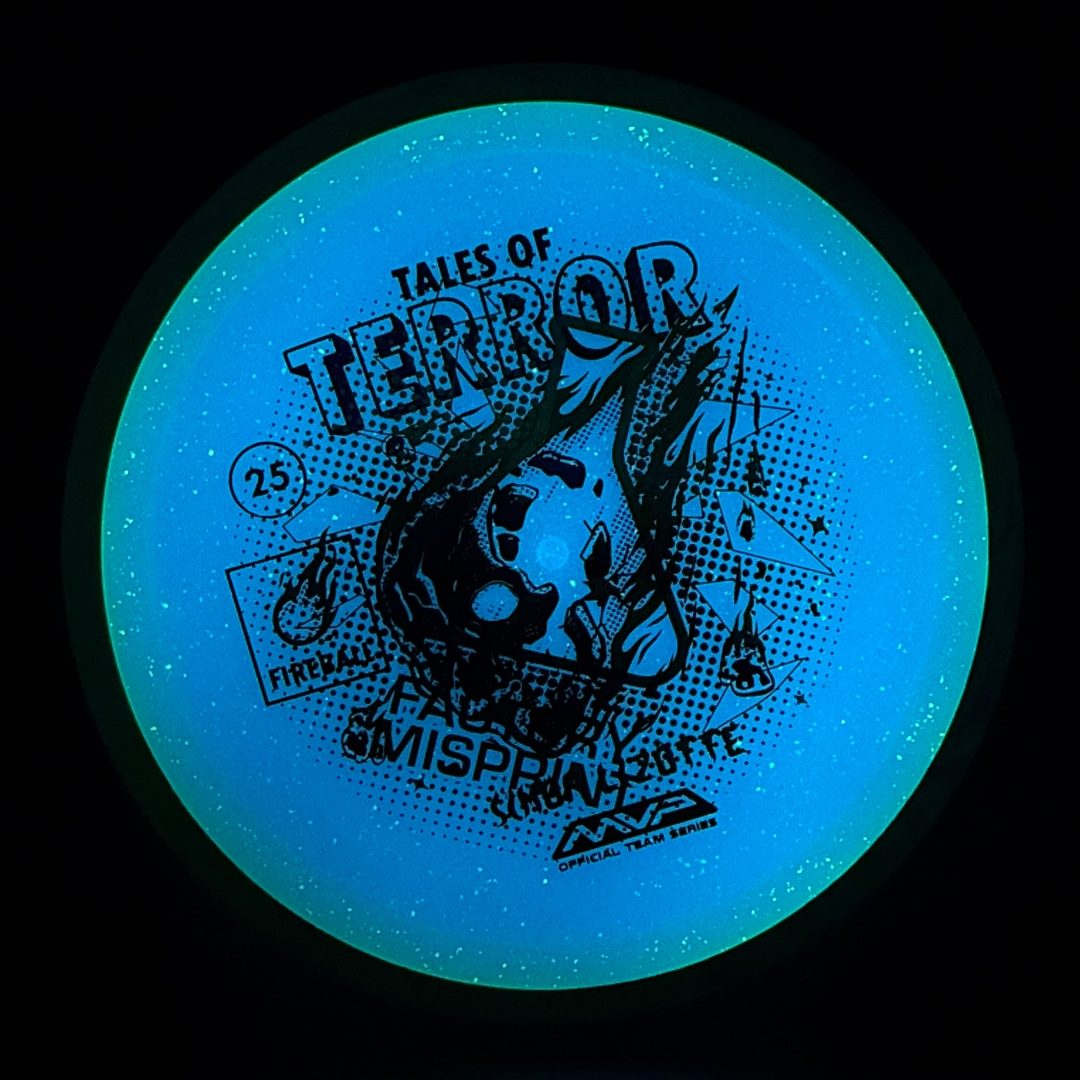 TALES OF
TERROR
25
FIREBALL
MISPRINT
MVP
OFFICIAL TEAM SERIES